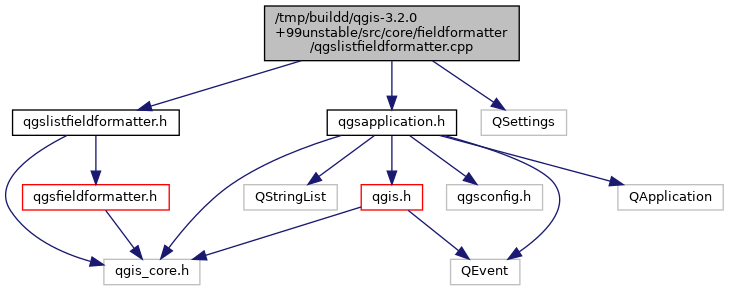 /tmp/buildd/qgis-3.2.0
+99unstable/src/core/fieldformatter
/qgslistfieldformatter.cpp
qgslistfieldformatter.h
qgsapplication.h
QSettings
qgsfieldformatter.h
QStringList
qgis.h
qgsconfig.h
QApplication
qgis_core.h
QEvent